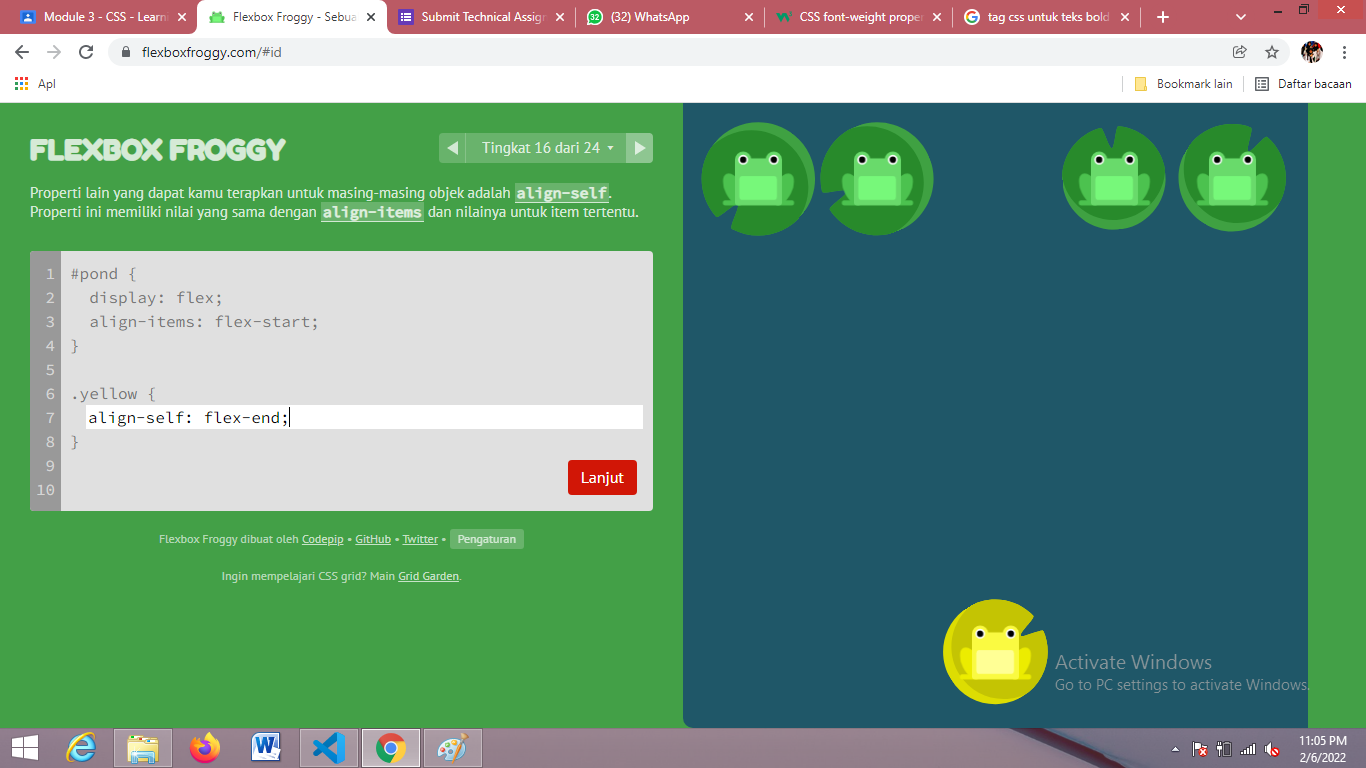 Module 3 - CSS - Learn
Flexbox Froggy - Sebua
Submit Technical Assign
32
(32) WhatsApp
CSS font-weight proper
tag css untuk teks bold
flexboxfroggy.com/#id
Apl
Bookmark lain
Daftar bacaan
FLEXBOX FROGGY
Tingkat 16 dari 24
Properti lain yang dapat kamu terapkan untuk masing-masing objek adalah align-self.
Properti ini memiliki nilai yang sama dengan align-items dan nilainya untuk item tertentu.
1 #pond {
2 display: flex;
3 align-items: flex-start;
4 }
5
6 .yellow {
7 align-self: flex-end;
8 }
9
10
Lanjut
Flexbox Froggy dibuat oleh Codepip • GitHub • Twitter • Pengaturan
Ingin mempelajari CSS grid? Main Grid Garden.
Activate Windows
Go to PC settings to activate Windows.
11:05 PM
2/6/2022